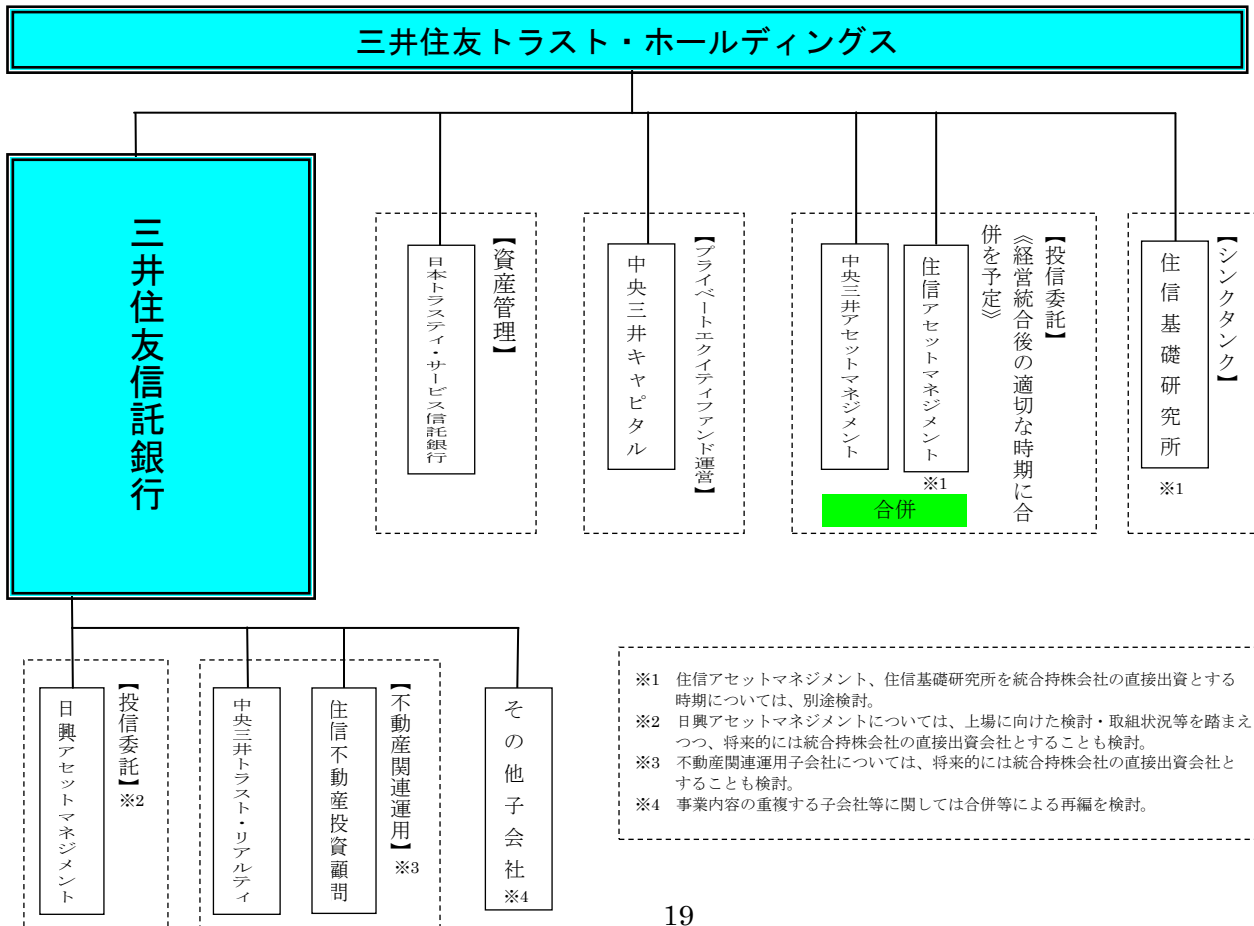 三井住友トラスト・ホールディングス
三井住友信託銀行
【資産管理】
日本トラスティ・サービス信託銀行
【プライベートエクイティファンド運営】
中央三井キャピタル
【投信委託】
《経営統合後の適切な時期に合
併を予定》
住信アセットマネジメント
※1
中央三井アセットマネジメント
合併
【シンクタンク】
住信基礎研究所
※1
【投信委託】※2
日興アセットマネジメント
【不動産関連運用】※3
住信不動産投資顧問
中央三井トラスト・リアルティ
その他子会社
※4
※1 住信アセットマネジメント、住信基礎研究所を統合持株会社の直接出資とする
時期については、別途検討。
※2 日興アセットマネジメントについては、上場に向けた検討・取組状況等を踏まえ
つつ、将来的には統合持株会社の直接出資会社とすることも検討。
※3 不動産関連運用子会社については、将来的には統合持株会社の直接出資会社と
することも検討。
※4 事業内容の重複する子会社等に関しては合併等による再編を検討。
19